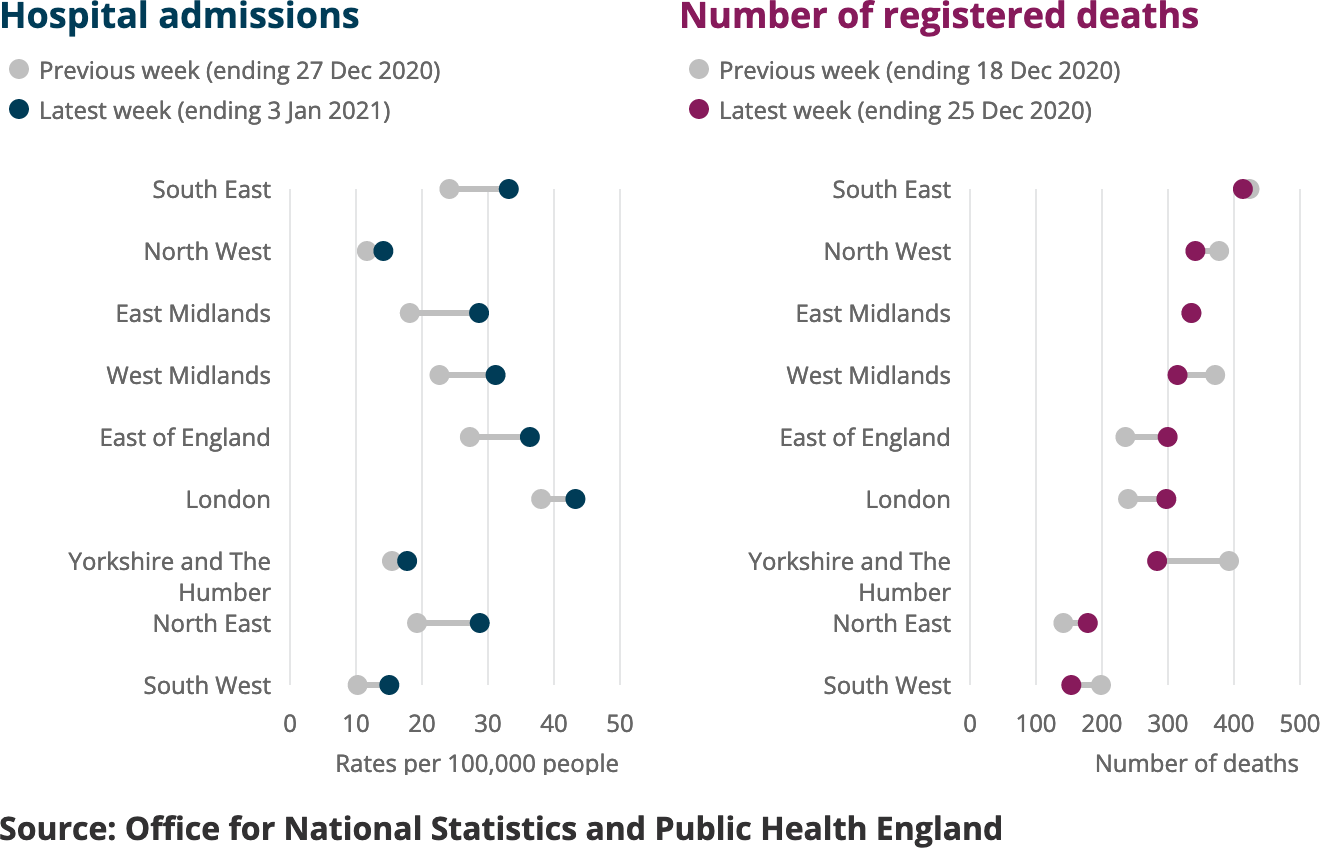 Hospital admissions
Previous week (ending 27 Dec 2020)
Latest week (ending 3 Jan 2021)
South East
North West
East Midlands
West Midlands
East of England
London
Yorkshire and The
Humber
North East
South West
0 10 20 30 40 50
Rates per 100,000 people
Number of registered deaths
Previous week (ending 18 Dec 2020)
Latest week (ending 25 Dec 2020)
South East
North West
East Midlands
West Midlands
East of England
London
Yorkshire and The
Humber
North East
South West
0 100 200 300 400 500
Number of deaths
Source: Office for National Statistics and Public Health England